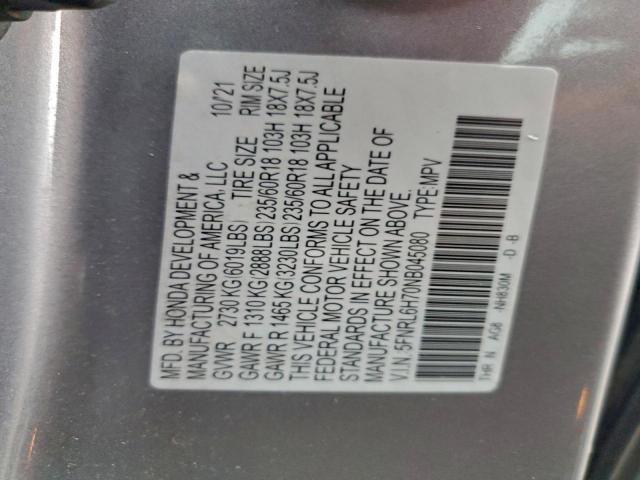 MFD. BY HONDA DEVELOPMENT &
MANUFACTURING OF AMERICA, LLC 10/21
GVWR 2730 KG(6019LBS) TIRE SIZE RIM SIZE
GAWR F 1310 KG(2888LBS) 235/60R18 103H 18X7.5J
GAWR R 1465 KG(3230LBS) 235/60R18 103H 18X7.5J
THIS VEHICLE CONFORMS TO ALL APPLICABLE
FEDERAL MOTOR VEHICLE SAFETY
STANDARDS IN EFFECT ON THE DATE OF
MANUFACTURE SHOWN ABOVE.
V.I.N. 5FNRL6H70NB045080 TYPE:MPV
THR N AG8 -NH830M -D -B